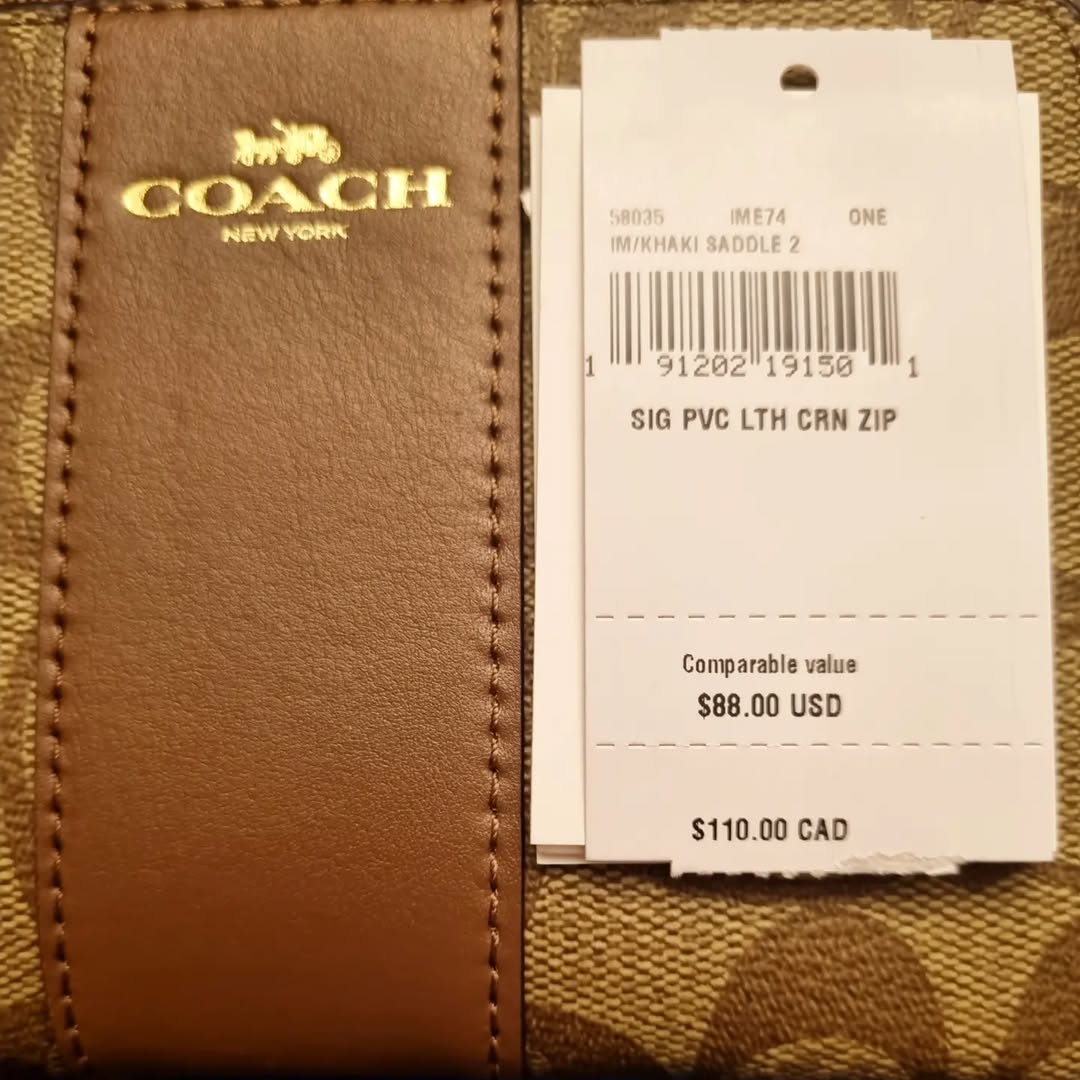 COACH
NEW YORK
58035 IME74 ONE
IM/KHAKI SADDLE 2
1 91202 19150 1
SIG PVC LTH CRN ZIP
Comparable value
$88.00 USD
$110.00 CAD